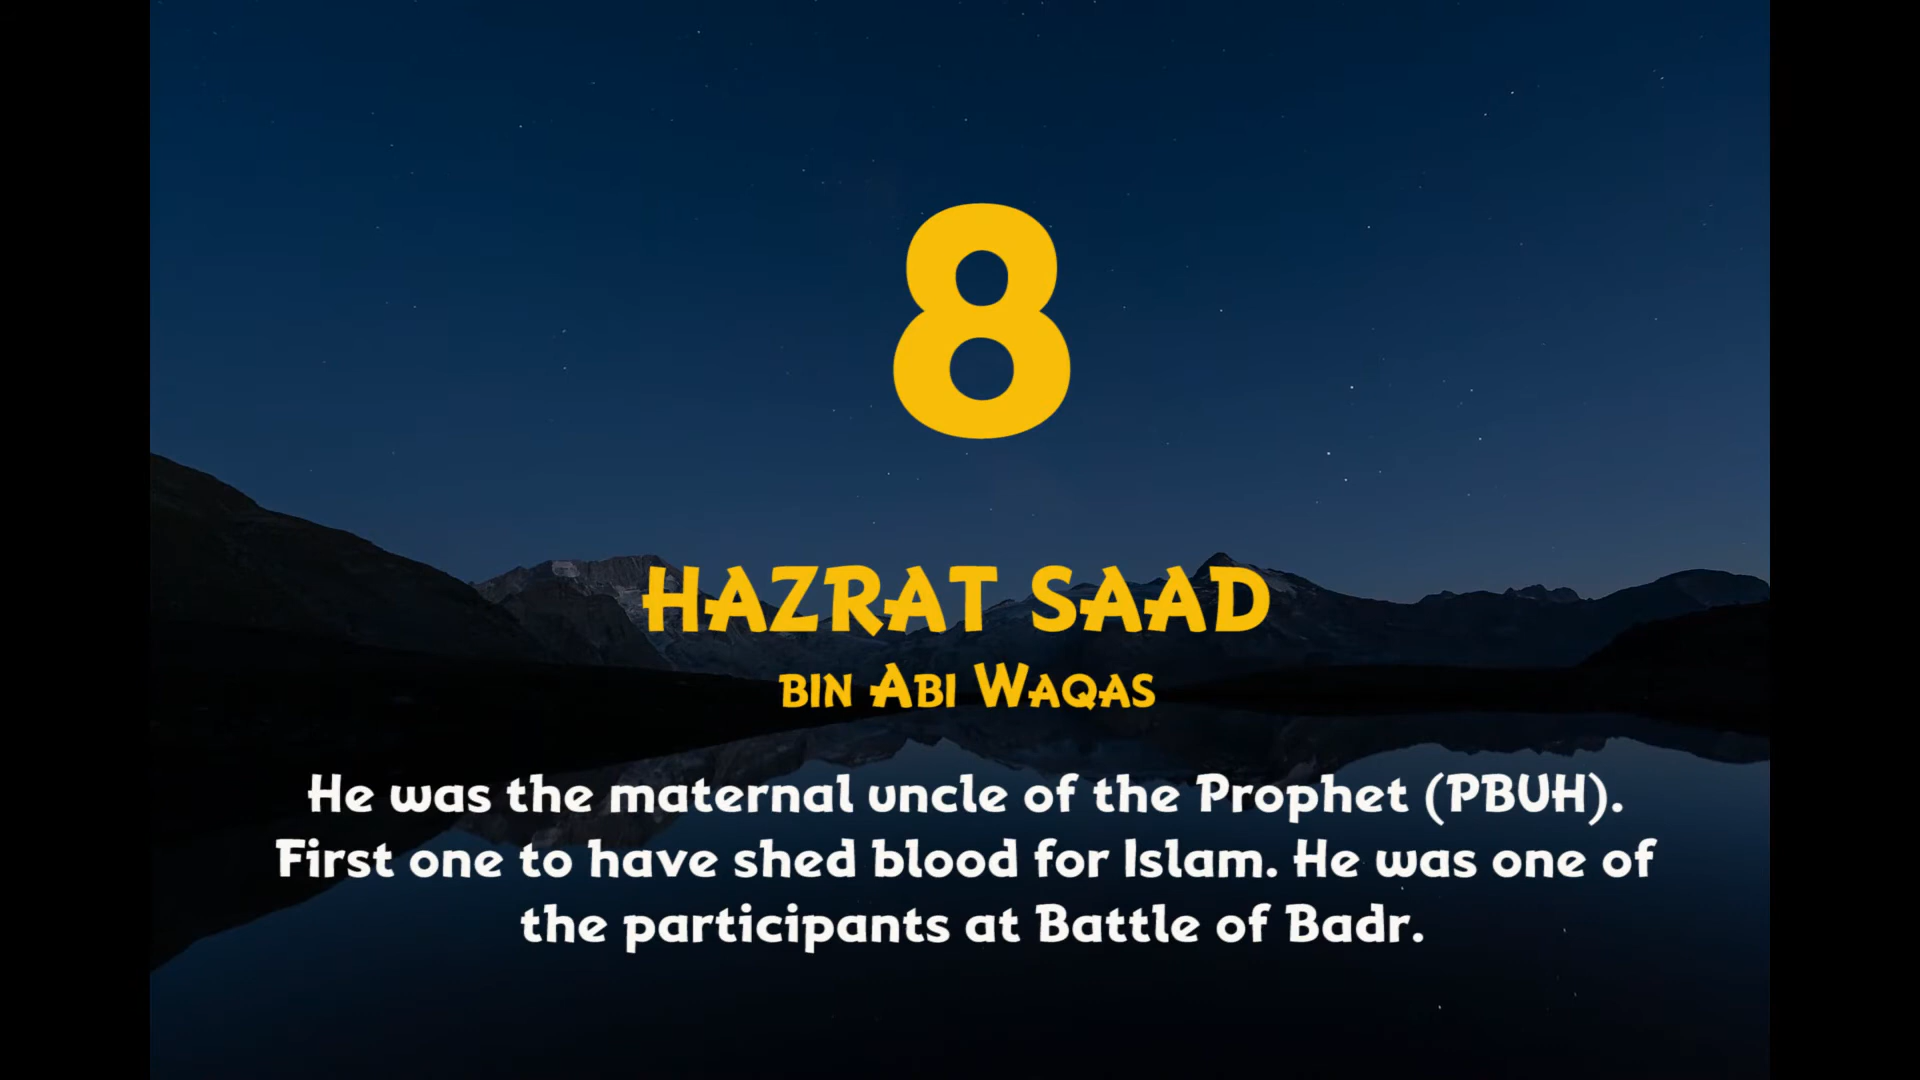 8
HAZRAT SAAD
BIN ABI WAQAS
He was the maternal uncle of the Prophet (PBUH).
First one to have shed blood for Islam. He was one of
the participants at Battle of Badr.